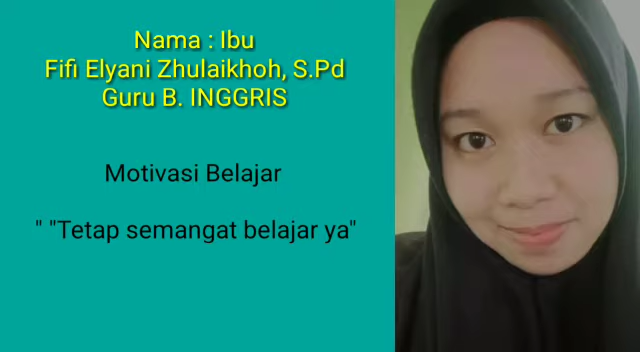 Nama : Ibu
Fifi Elyani Zhulaikhoh, S.Pd
Guru B. INGGRIS
Motivasi Belajar
" "Tetap semangat belajar ya"